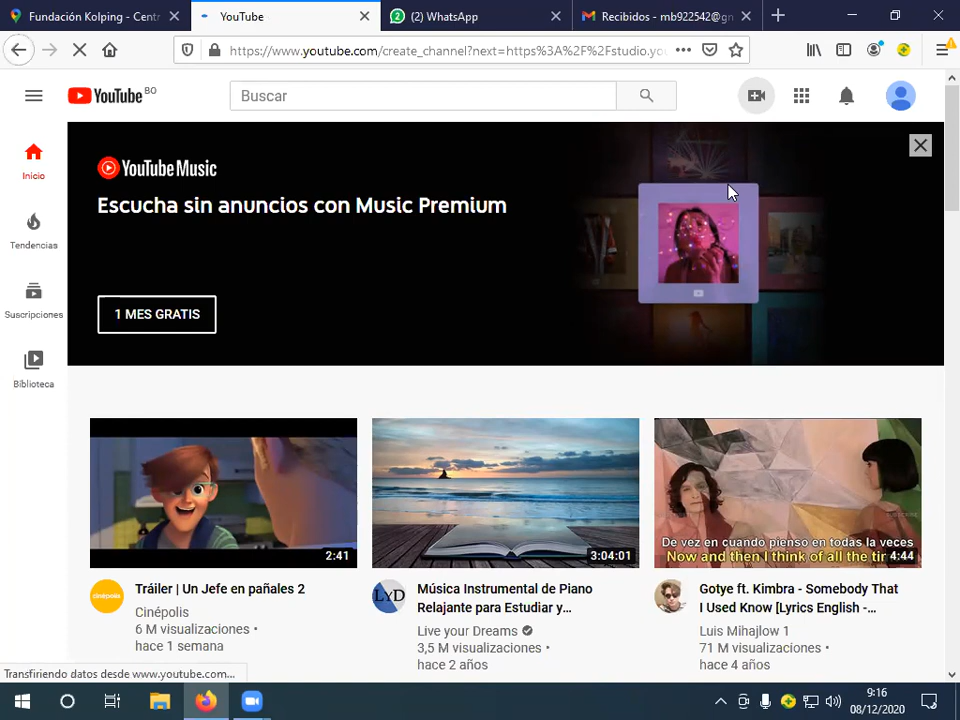 Fundación Kolping - Centr
YouTube
(2) WhatsApp
Recibidos - mb922542@gn
https://www.youtube.com/create_channel?next=https%3A%2F%2Fstudio.yo
YouTube BO
Buscar
Inicio
Tendencias
Suscripciones
Biblioteca
YouTube Music
Escucha sin anuncios con Music Premium
1 MES GRATIS
2:41
3:04:01
De vez en cuando pienso en todas la veces
Now and then I think of all the tir
4:44
Tráiler | Un Jefe en pañales 2
Cinépolis
6 M visualizaciones •
hace 1 semana
cinépolis
LYD
Música Instrumental de Piano
Relajante para Estudiar y...
Live your Dreams
3,5 M visualizaciones •
hace 2 años
Gotye ft. Kimbra - Somebody That
I Used Know [Lyrics English -...
Luis Mihajlow 1
71 M visualizaciones •
hace 4 años
Transfiriendo datos desde www.youtube.com...
9:16
08/12/2020